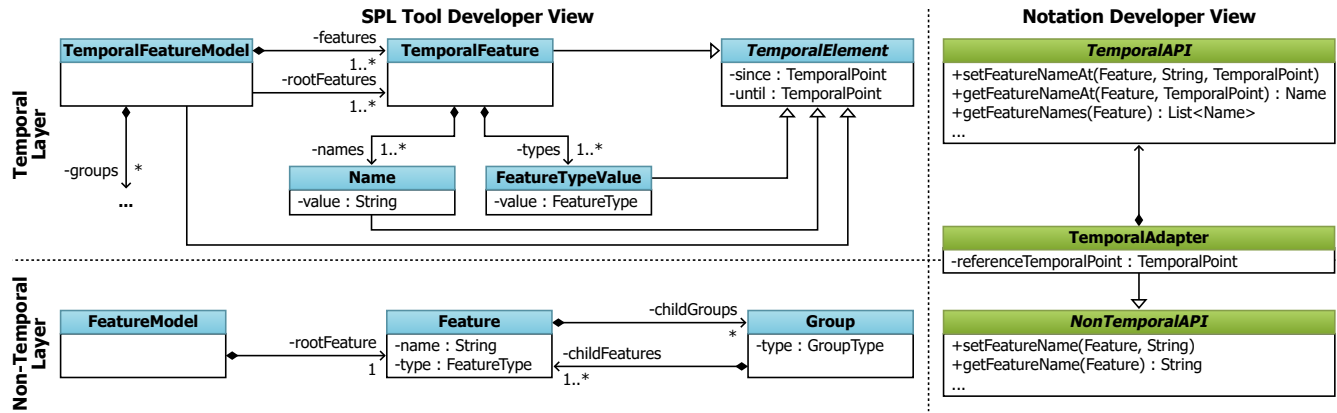 SPL Tool Developer View
Notation Developer View
Temporal
Layer
TemporalFeatureModel
-features
1..*
-rootFeatures
1..*
-groups
*
...
TemporalFeature
-names
1..*
-types
1..*
Name
-value : String
FeatureTypeValue
-value : FeatureType
TemporalElement
-since : TemporalPoint
-until : TemporalPoint
TemporalAPI
+setFeatureNameAt(Feature, String, TemporalPoint)
+getFeatureNameAt(Feature, TemporalPoint) : Name
+getFeatureNames(Feature) : List<Name>
...
TemporalAdapter
-referenceTemporalPoint : TemporalPoint
Non-Temporal
Layer
FeatureModel
-rootFeature
1
Feature
-name : String
-type : FeatureType
-childGroups
*
-childFeatures
1..*
Group
-type : GroupType
NonTemporalAPI
+setFeatureName(Feature, String)
+getFeatureName(Feature) : String
...